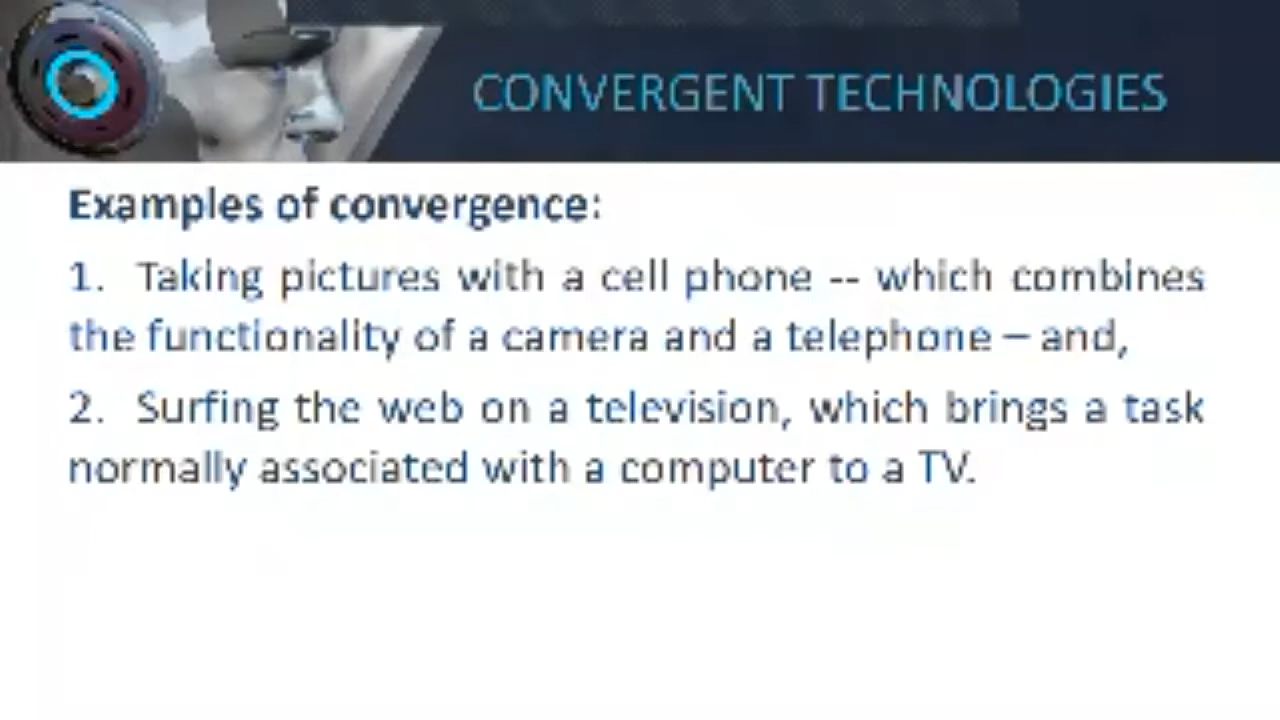 CONVERGENT TECHNOLOGIES
Examples of convergence:
1. Taking pictures with a cell phone -- which combines
the functionality of a camera and a telephone – and,
2. Surfing the web on a television, which brings a task
normally associated with a computer to a TV.